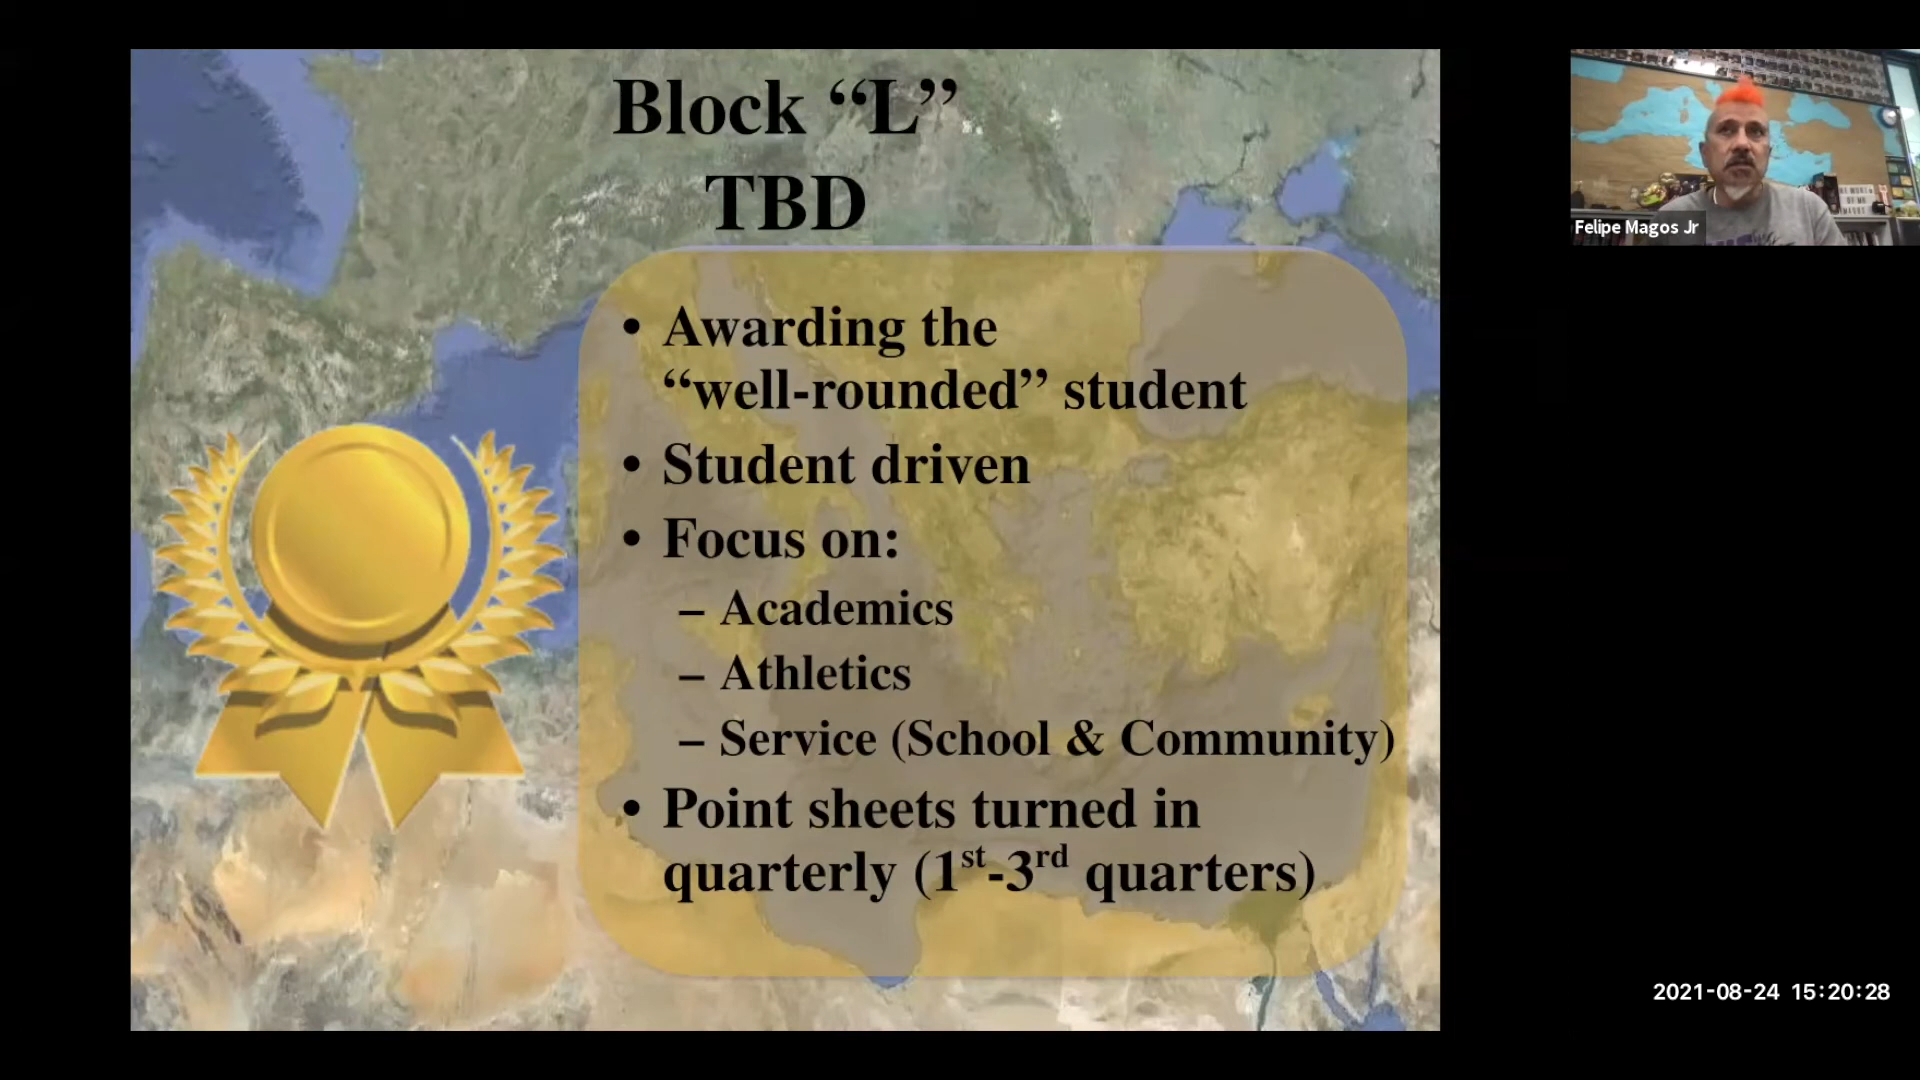 Block “L”
TBD
• Awarding the
“well-rounded” student
• Student driven
• Focus on:
– Academics
– Athletics
– Service (School & Community)
• Point sheets turned in
quarterly (1st-3rd quarters)
Felipe Magos Jr
2021-08-24 15:20:28